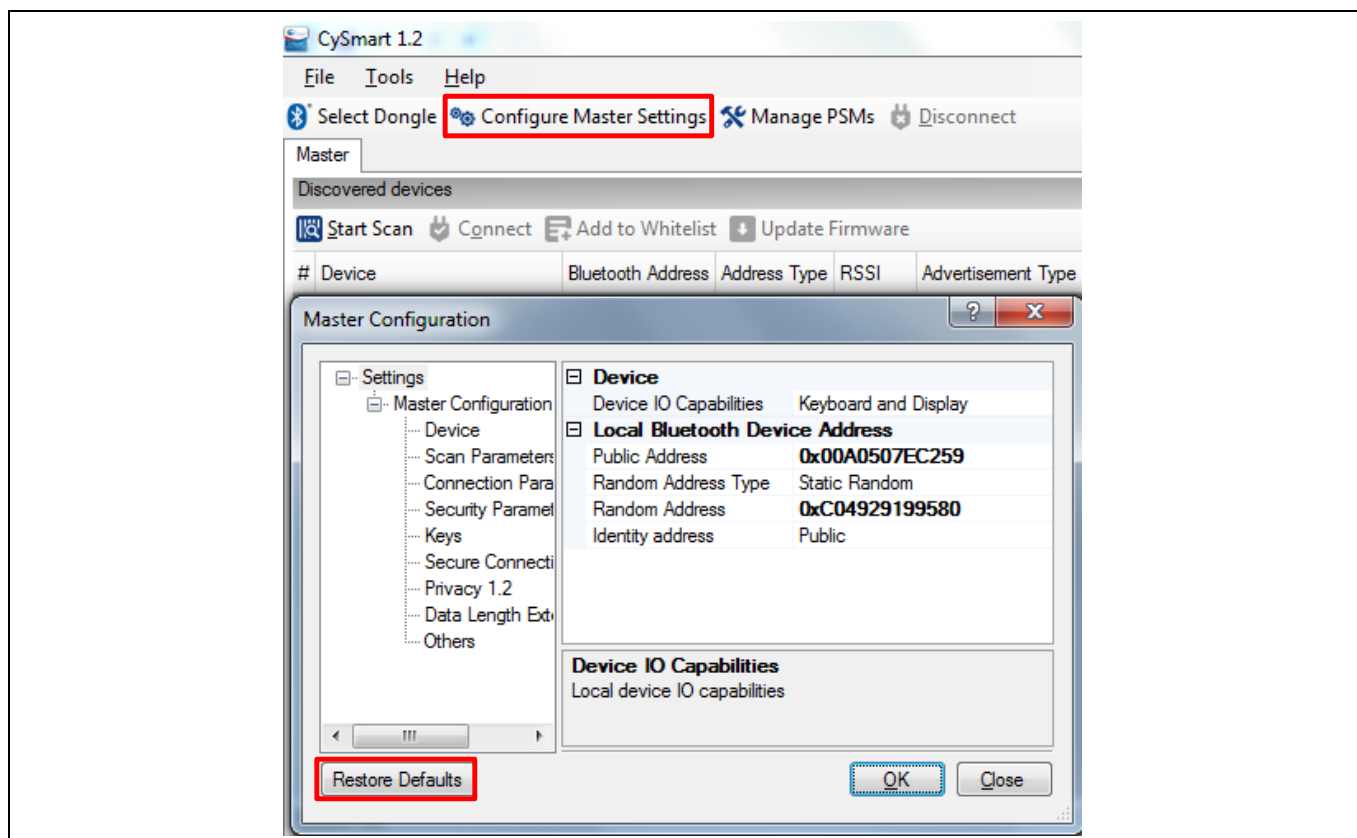 CySmart 1.2
File Tools Help
Select Dongle Configure Master Settings Manage PSMs Disconnect
Master
Discovered devices
Start Scan Connect Add to Whitelist Update Firmware
# Device Bluetooth Address Address Type RSSI Advertisement Type
Master Configuration
Settings
Master Configuration
Device
Scan Parameters
Connection Para
Security Paramet
Keys
Secure Connecti
Privacy 1.2
Data Length Ext
Others
Device
Device IO Capabilities Keyboard and Display
Local Bluetooth Device Address
Public Address 0x00A0507EC259
Random Address Type Static Random
Random Address 0xC04929199580
Identity address Public
Device IO Capabilities
Local device IO capabilities
Restore Defaults OK Close